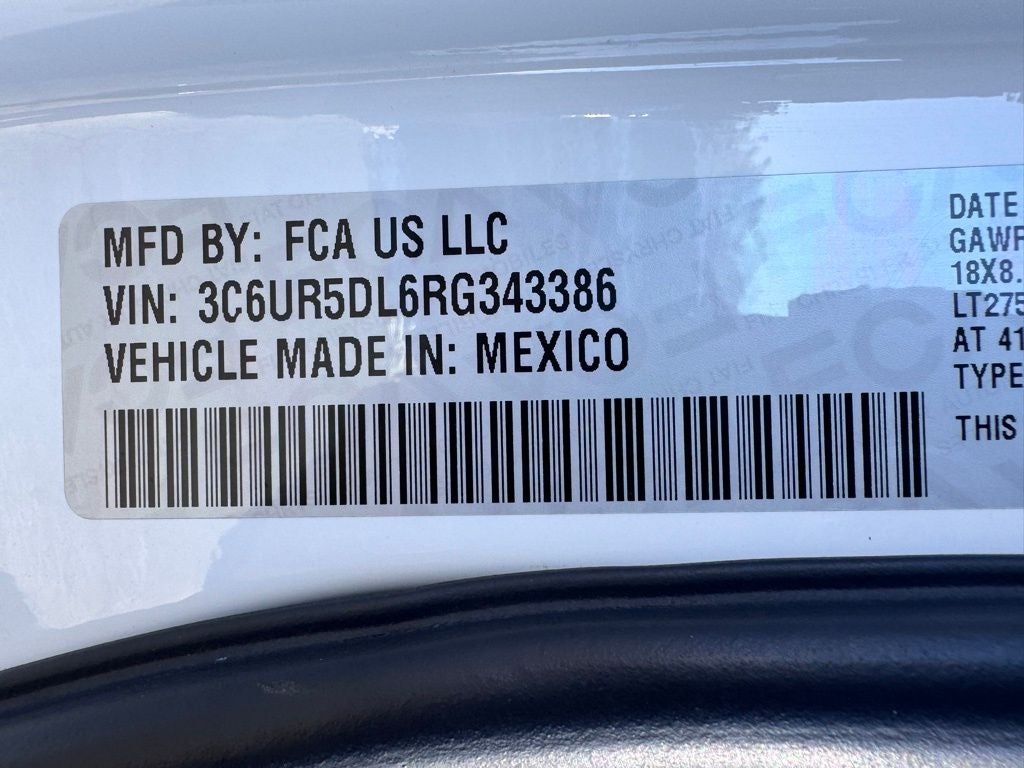 MFD BY: FCA US LLC
VIN: 3C6UR5DL6RG343386
VEHICLE MADE IN: MEXICO
DATE
GAWR
18X8.
LT275
AT 41
TYPE
THIS